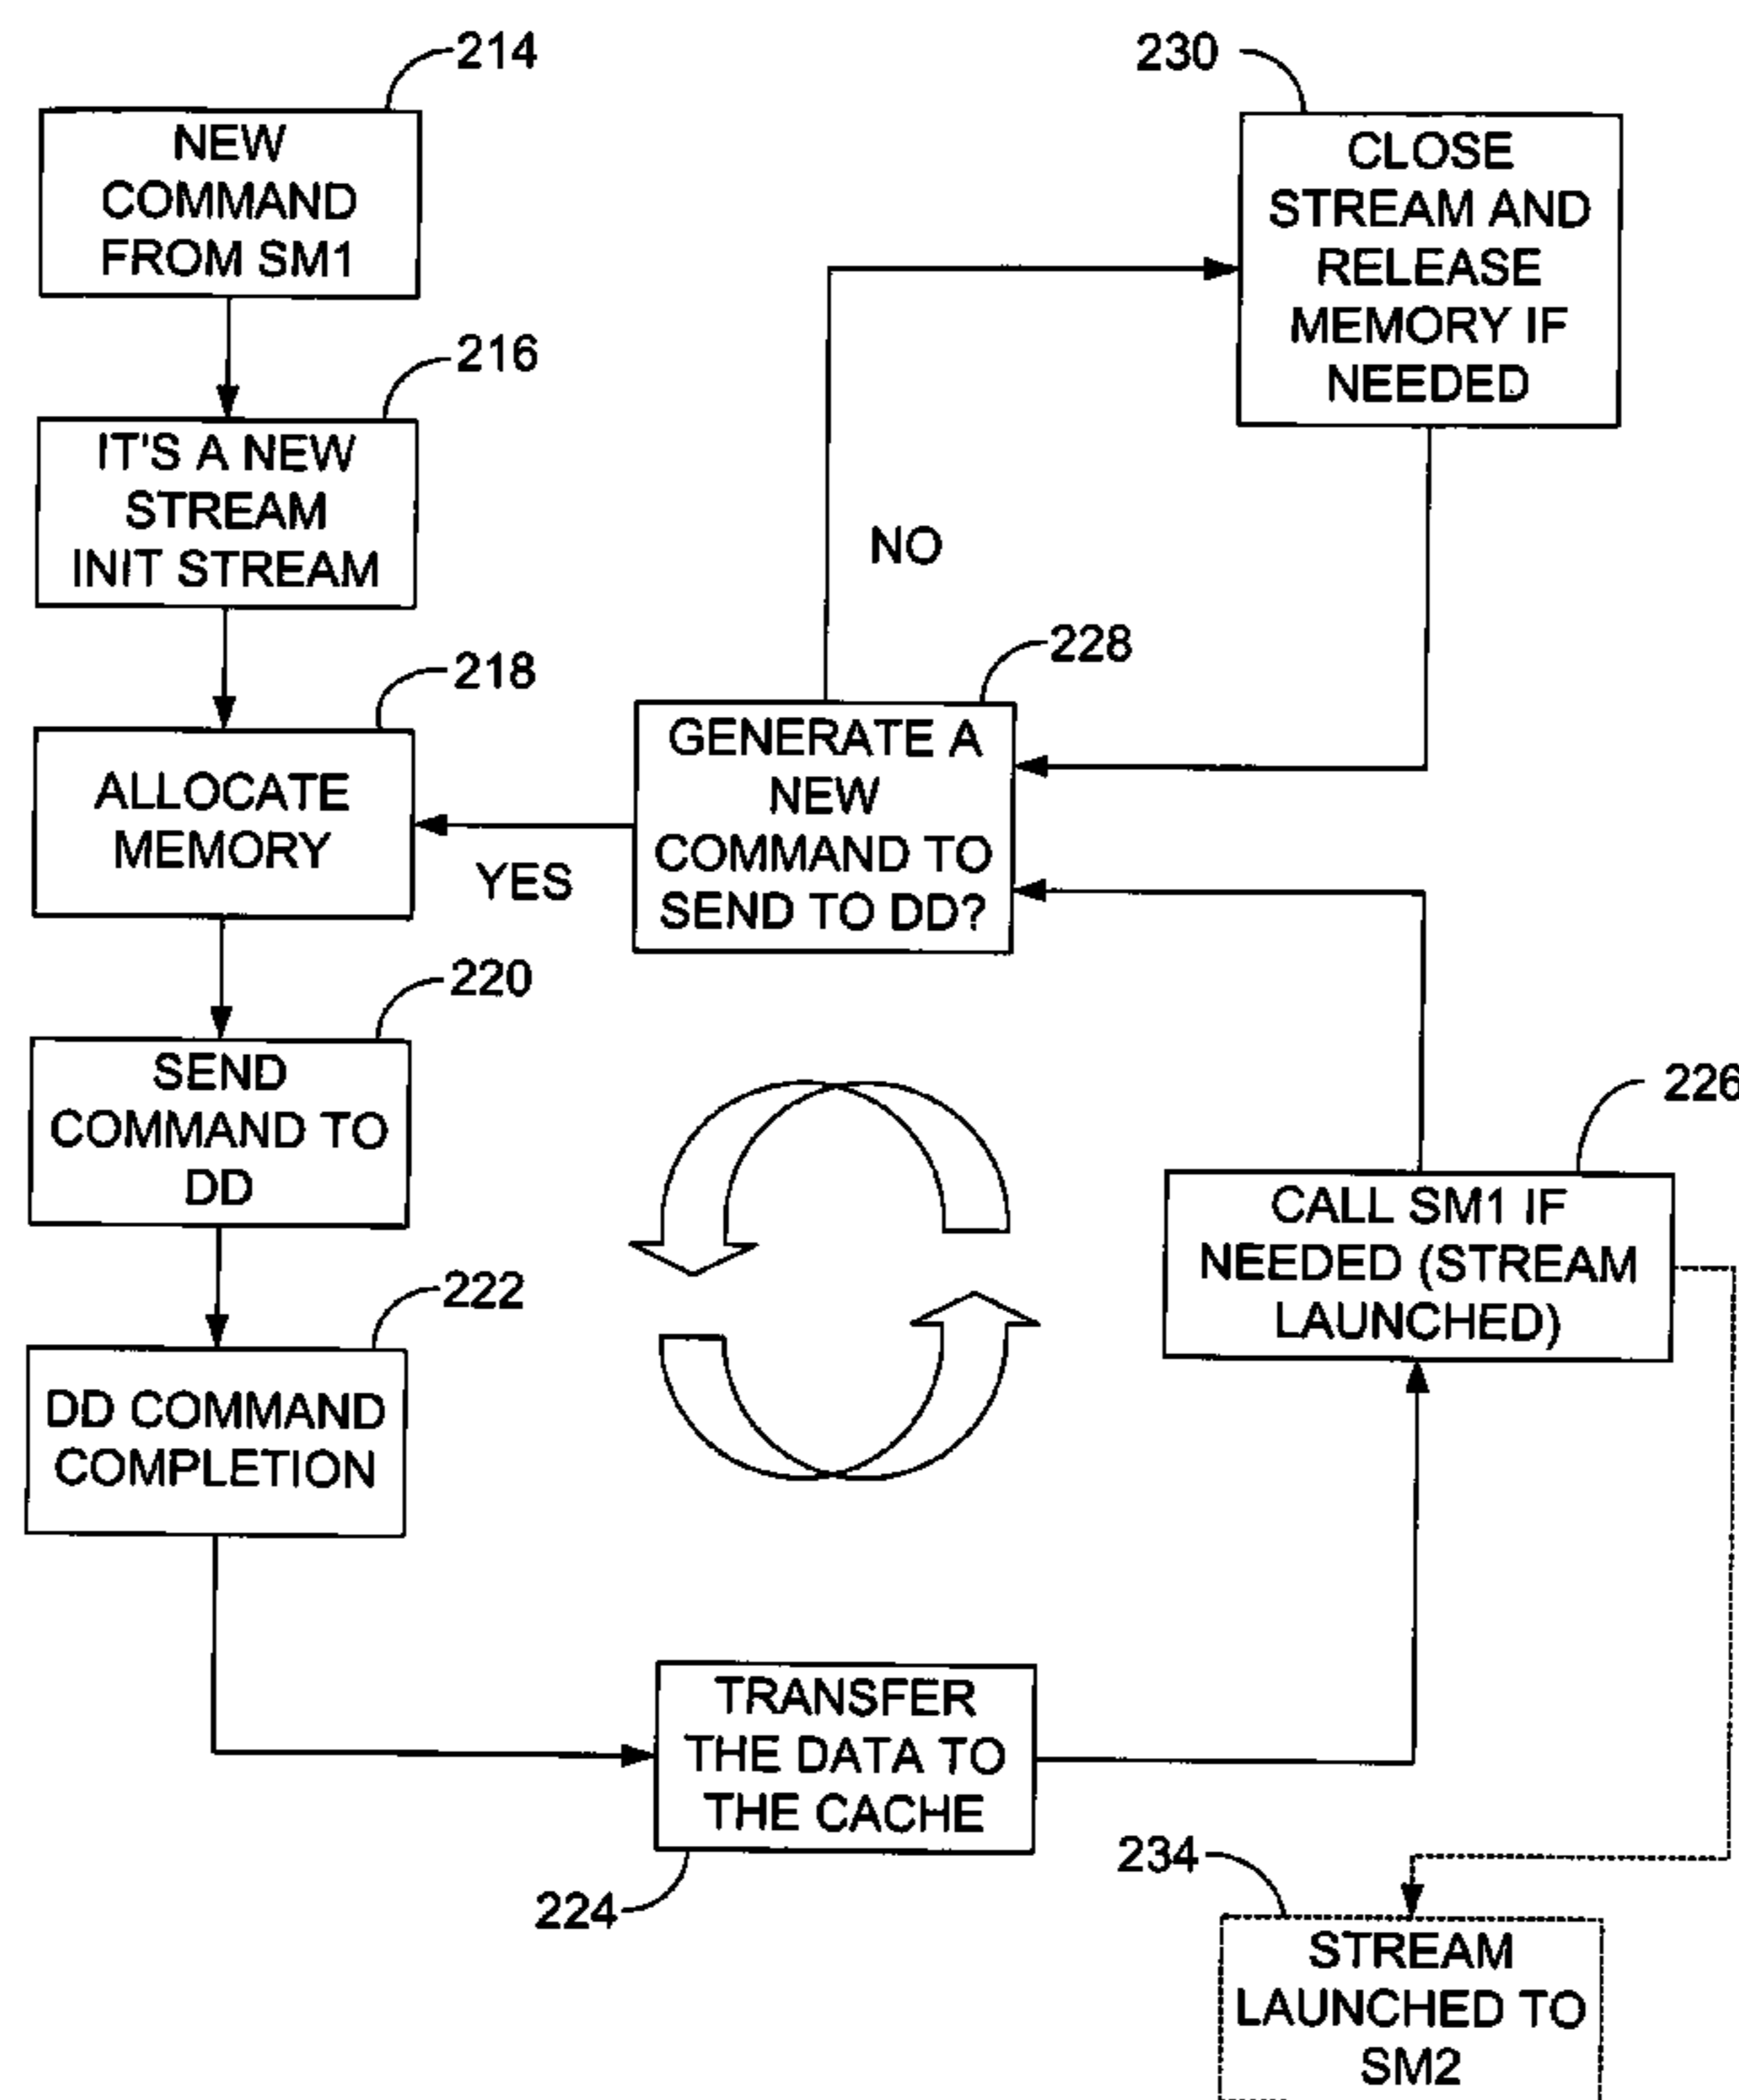 214
NEW
COMMAND
FROM SM1
216
IT'S A NEW
STREAM
INIT STREAM
218
ALLOCATE
MEMORY
220
SEND
COMMAND TO
DD
222
DD COMMAND
COMPLETION
224
TRANSFER
THE DATA TO
THE CACHE
226
CALL SM1 IF
NEEDED (STREAM
LAUNCHED)
228
GENERATE A
NEW
COMMAND TO
SEND TO DD?
YES
NO
230
CLOSE
STREAM AND
RELEASE
MEMORY IF
NEEDED
234
STREAM
LAUNCHED TO
SM2